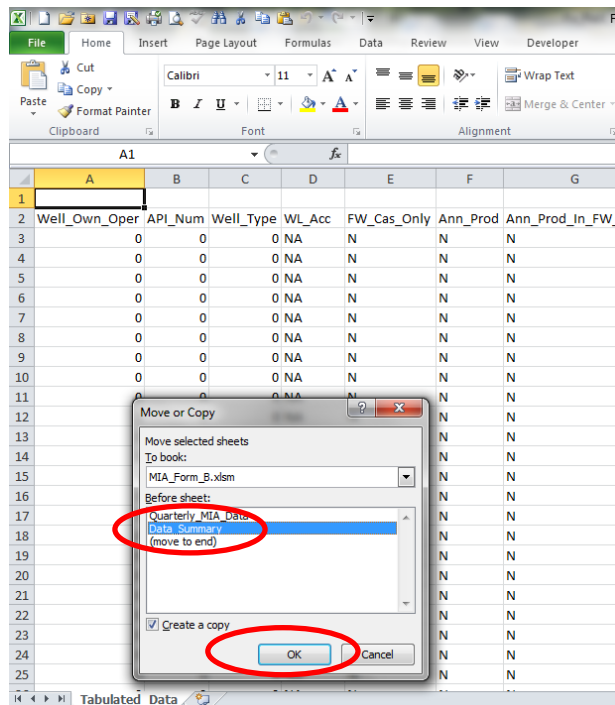 F
File Home Insert Page Layout Formulas Data Review View Developer
Cut
Copy
Format Painter
Paste
Calibri 11 A A
B I U A
Wrap Text
Merge & Center
Clipboard Font Alignment
A1 fx
A B C D E F G
1
2 Well_Own_Oper API_Num Well_Type WL_Acc FW_Cas_Only Ann_Prod Ann_Prod_In_FW_
3 0 0 0 NA N N N
4 0 0 0 NA N N N
5 0 0 0 NA N N N
6 0 0 0 NA N N N
7 0 0 0 NA N N N
8 0 0 0 NA N N N
9 0 0 0 NA N N N
10 0 0 0 NA N N N
11 0 0 0 NA N N N
12 N N
13 N N
14 N N
15 N N
16 N N
17 N N
18 N N
19 N N
20 N N
21 N N
22 N N
23 N N
24 N N
25 N N
Move or Copy
Move selected sheets
To book:
MIA_Form_B.xlsm
Before sheet:
Quarterly_MIA_Data
Data_Summary
(move to end)
Create a copy
OK Cancel
Tabulated_Data